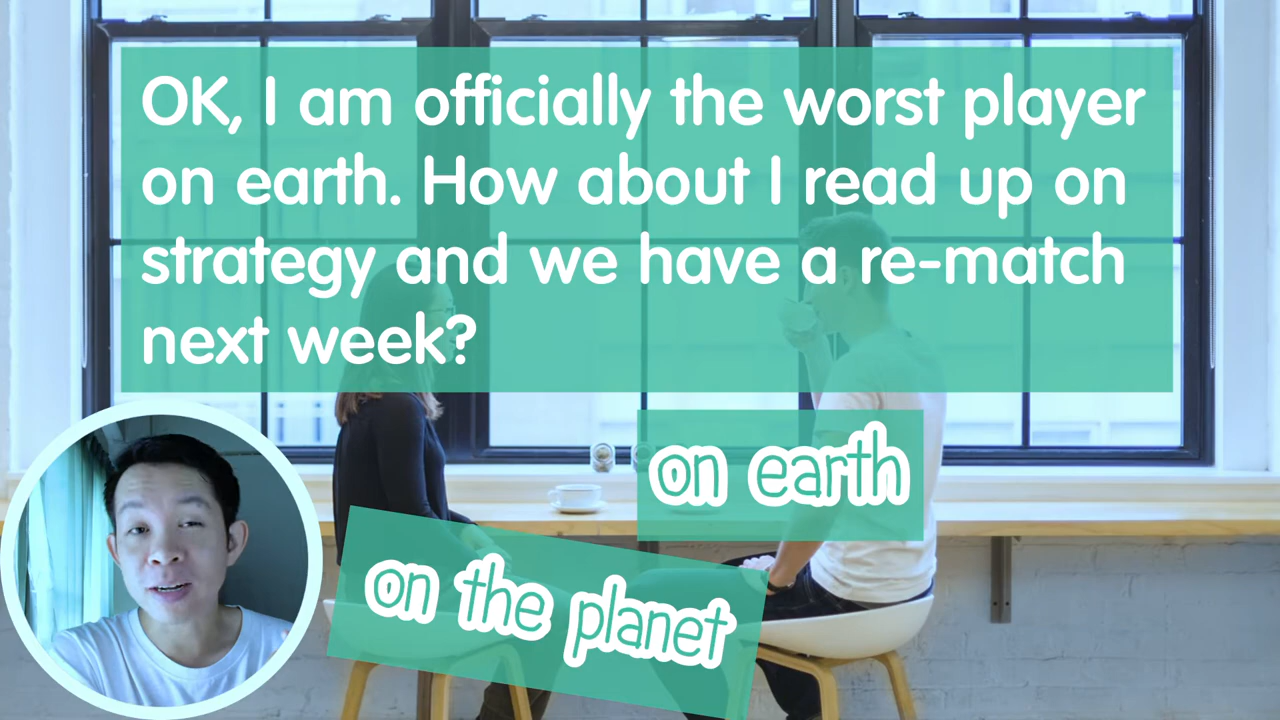 OK, I am officially the worst player
on earth. How about I read up on
strategy and we have a re-match
next week?
on earth
on the planet